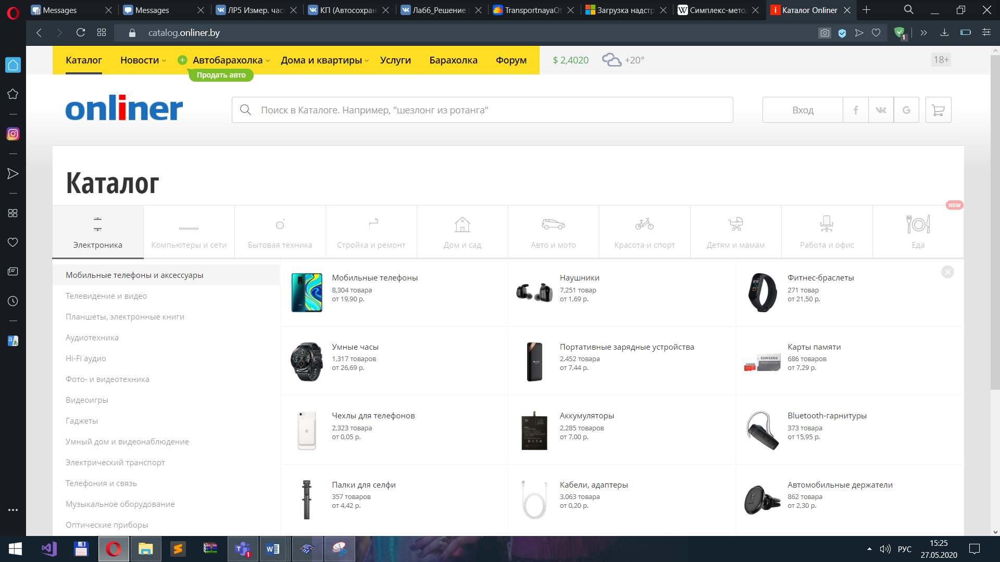 Messages
Messages
ЛР5 Измер. час
КП (Автосохран
Лаб6_Решение з
TransportnayaOt
Загрузка надстр
Симплекс-метод
Каталог Onliner
catalog.onliner.by
1
Каталог
Новости
Автобарахолка
Дома и квартиры
Услуги
Барахолка
Форум
$ 2,4020
+20°
18+
Продать авто
onliner
Поиск в Каталоге. Например, "шезлонг из ротанга"
Вход
Каталог
NEW
Электроника
Компьютеры и сети
Бытовая техника
Стройка и ремонт
Дом и сад
Авто и мото
Красота и спорт
Детям и мамам
Работа и офис
Еда
Мобильные телефоны и аксессуары
Телевидение и видео
Планшеты, электронные книги
Аудиотехника
Hi-Fi аудио
Фото- и видеотехника
Видеоигры
Гаджеты
Умный дом и видеонаблюдение
Электрический транспорт
Телефония и связь
Музыкальное оборудование
Оптические приборы
Мобильные телефоны
8,304 товара
от 19,90 р.
Наушники
7,251 товар
от 1,69 р.
Фитнес-браслеты
271 товар
от 21,50 р.
Умные часы
1,317 товаров
от 26,69 р.
Портативные зарядные устройства
2,452 товара
от 7,44 р.
SAMSUNG
Карты памяти
686 товаров
от 7,29 р.
Чехлы для телефонов
2,323 товара
от 0,05 р.
Аккумуляторы
2,285 товаров
от 7,00 р.
Bluetooth-гарнитуры
373 товара
от 15,95 р.
Палки для селфи
357 товаров
от 4,42 р.
Кабели, адаптеры
3,063 товара
от 0,20 р.
Автомобильные держатели
862 товара
от 2,30 р.
1
РУС
15:25
27.05.2020